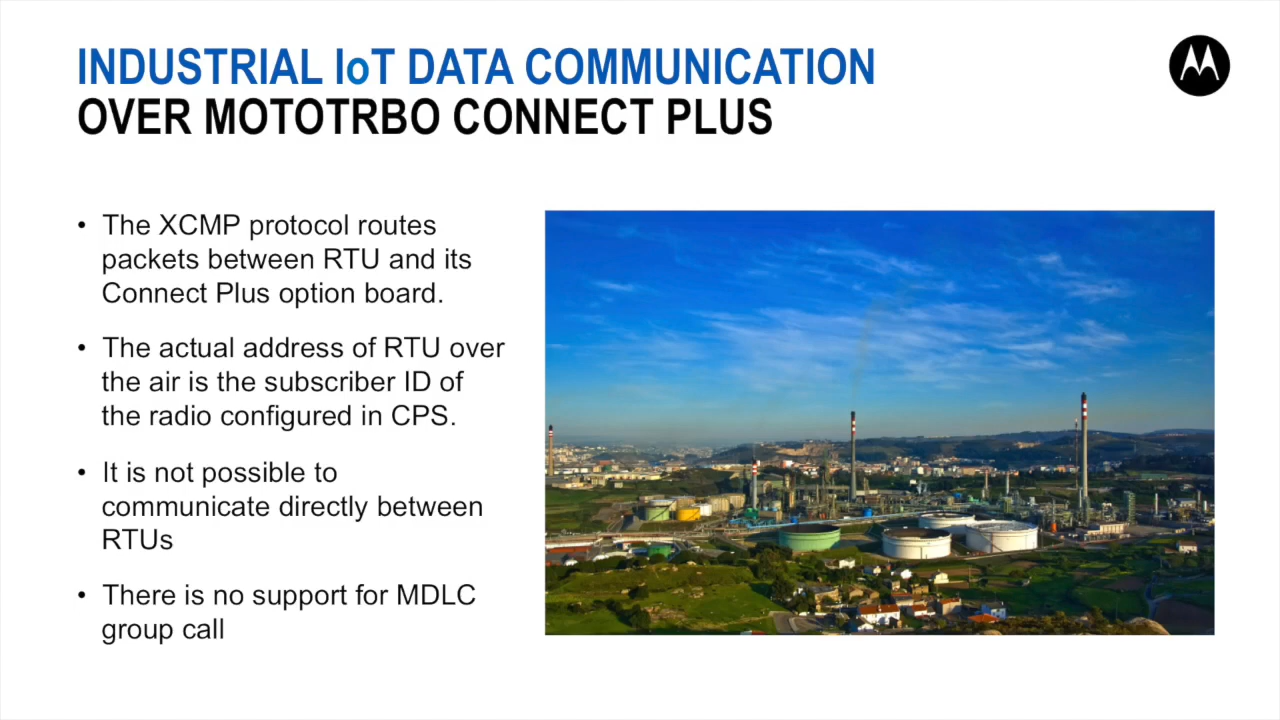 INDUSTRIAL IoT DATA COMMUNICATION
OVER MOTOTRBO CONNECT PLUS
• The XCMP protocol routes
packets between RTU and its
Connect Plus option board.
• The actual address of RTU over
the air is the subscriber ID of
the radio configured in CPS.
• It is not possible to
communicate directly between
RTUs
• There is no support for MDLC
group call